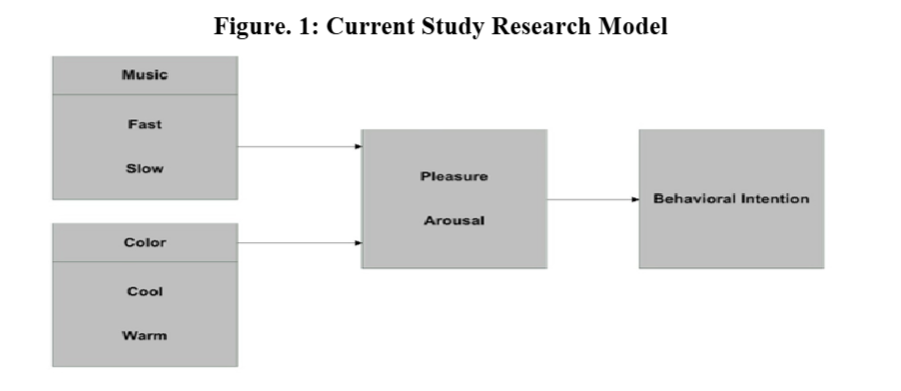 Figure. 1: Current Study Research Model
Music
Fast
Slow
Color
Cool
Warm
Pleasure
Arousal
Behavioral Intention